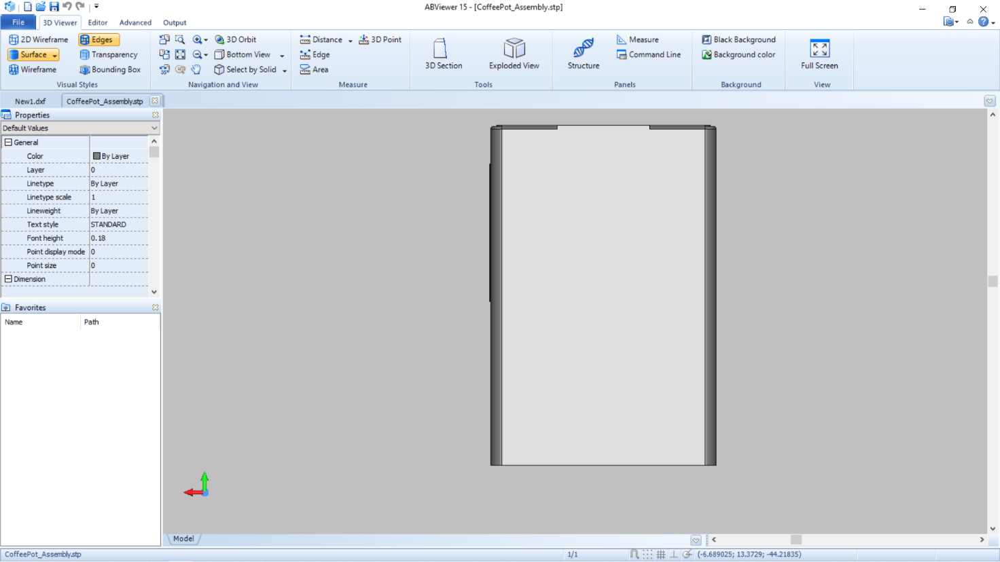 ABViewer 15 - [CoffeePot_Assembly.stp]
File 3D Viewer Editor Advanced Output
2D Wireframe Edges 3D Orbit Distance 3D Point Measure Black Background
Surface Transparency Bottom View Edge Command Line Background color
Wireframe Bounding Box Select by Solid Area
3D Section Exploded View Structure Full Screen
Visual Styles Navigation and View Measure Tools Panels Background View
New1.dxf CoffeePot_Assembly.stp
Properties
Default Values
General
Color By Layer
Layer 0
Linetype By Layer
Linetype scale 1
Lineweight By Layer
Text style STANDARD
Font height 0.18
Point display mode 0
Point size 0
Dimension
Favorites
Name Path
Model
CoffeePot_Assembly.stp 1/1 (-6.689025; 13.3729; -44.21835)